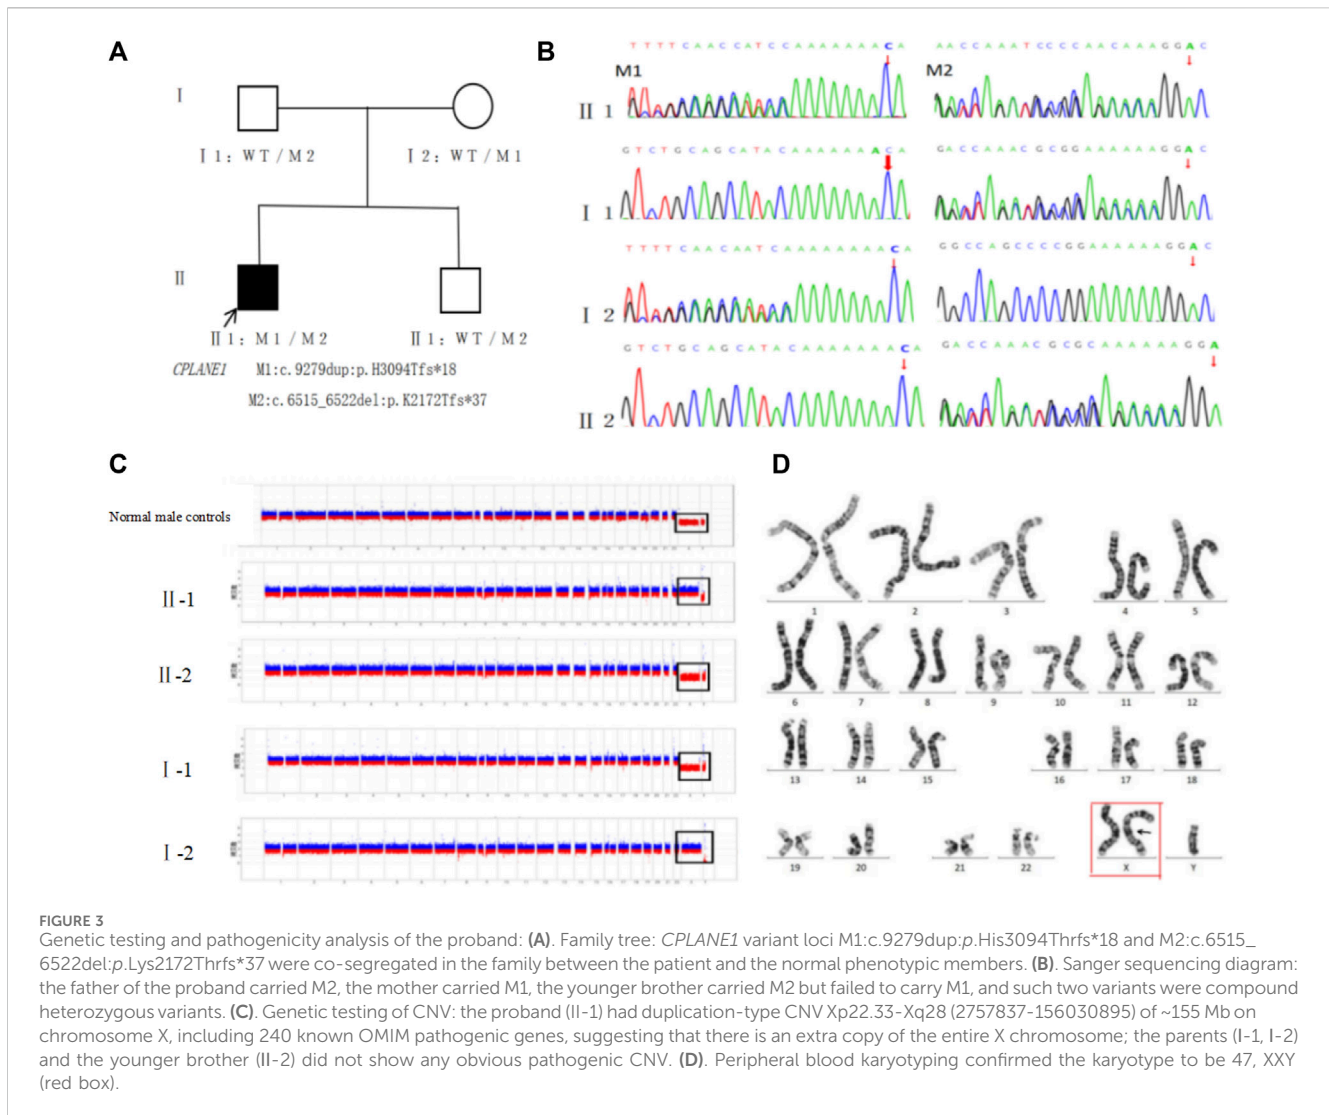 A
I
I 1: WT/M2
I 2: WT/M1
II
II 1: M1/M2
II 1: WT/M2
CPLANE1 M1:c.9279dup:p.H3094Tfs*18
M2:c.6515_6522del:p.K2172Tfs*37
B
T T T T C A A C C A T C C A A A A A A A C A
A A C C A A A T C C C C A A C A A A G G A C
M1
M2
II 1
G T C T G C A G C A T A C A A A A A A A C A
G A C C A A A C G C G G A A A A A G G A C
I 1
T T T T C A A C A A T C A A A A A A A A A C A
G G C C A G C C C C G G A A A A A A G G A C
I 2
G T C T G C A G C A T A C A A A A A A A C A
G A C C A A A C G C G C A A A A A G G A
II 2
C
Normal male controls
II-1
II-2
I-1
I-2
D
1 2 3 4 5
6 7 8 9 10 11 12
13 14 15 16 17 18
19 20 21 22 X Y
FIGURE 3
Genetic testing and pathogenicity analysis of the proband: (A). Family tree: CPLANE1 variant loci M1:c.9279dup:p.His3094Thrfs*18 and M2:c.6515_
6522del:p.Lys2172Thrfs*37 were co-segregated in the family between the patient and the normal phenotypic members. (B). Sanger sequencing diagram:
the father of the proband carried M2, the mother carried M1, the younger brother carried M2 but failed to carry M1, and such two variants were compound
heterozygous variants. (C). Genetic testing of CNV: the proband (II-1) had duplication-type CNV Xp22.33-Xq28 (2757837-156030895) of ~155 Mb on
chromosome X, including 240 known OMIM pathogenic genes, suggesting that there is an extra copy of the entire X chromosome; the parents (I-1, I-2)
and the younger brother (II-2) did not show any obvious pathogenic CNV. (D). Peripheral blood karyotyping confirmed the karyotype to be 47, XXY
(red box).